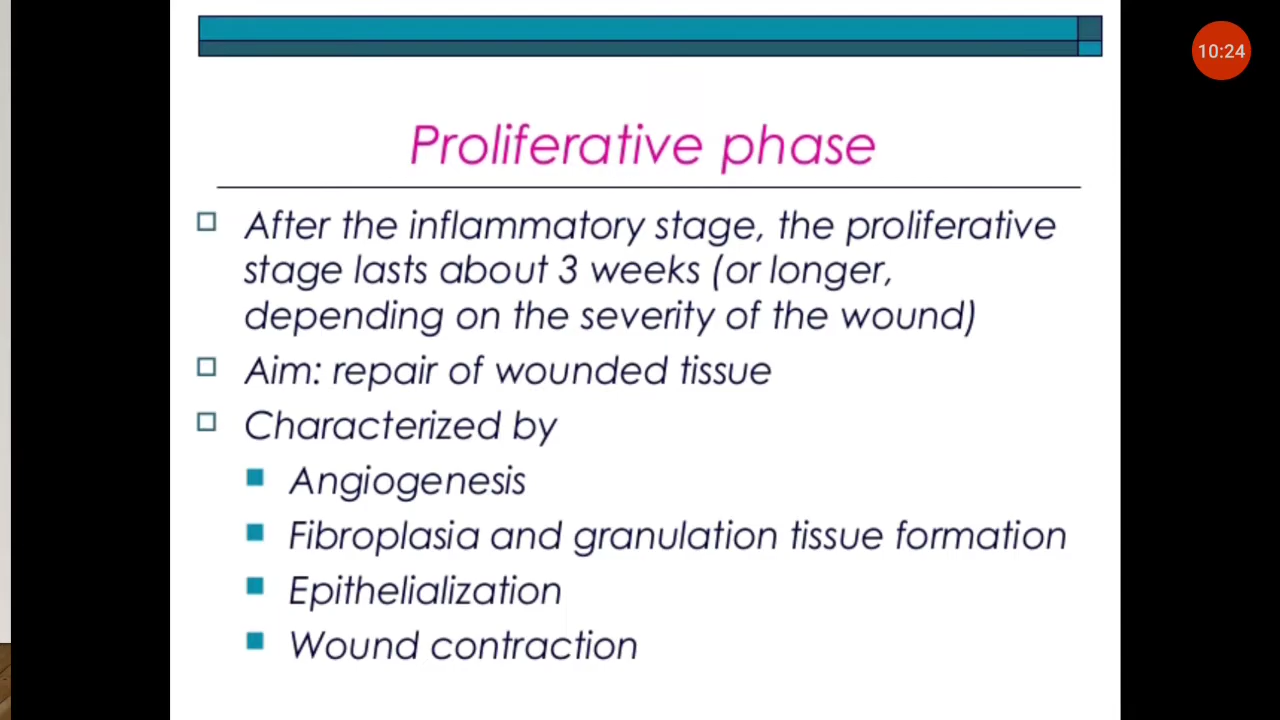 10:24
Proliferative phase
After the inflammatory stage, the proliferative
stage lasts about 3 weeks (or longer,
depending on the severity of the wound)
Aim: repair of wounded tissue
Characterized by
Angiogenesis
Fibroplasia and granulation tissue formation
Epithelialization
Wound contraction